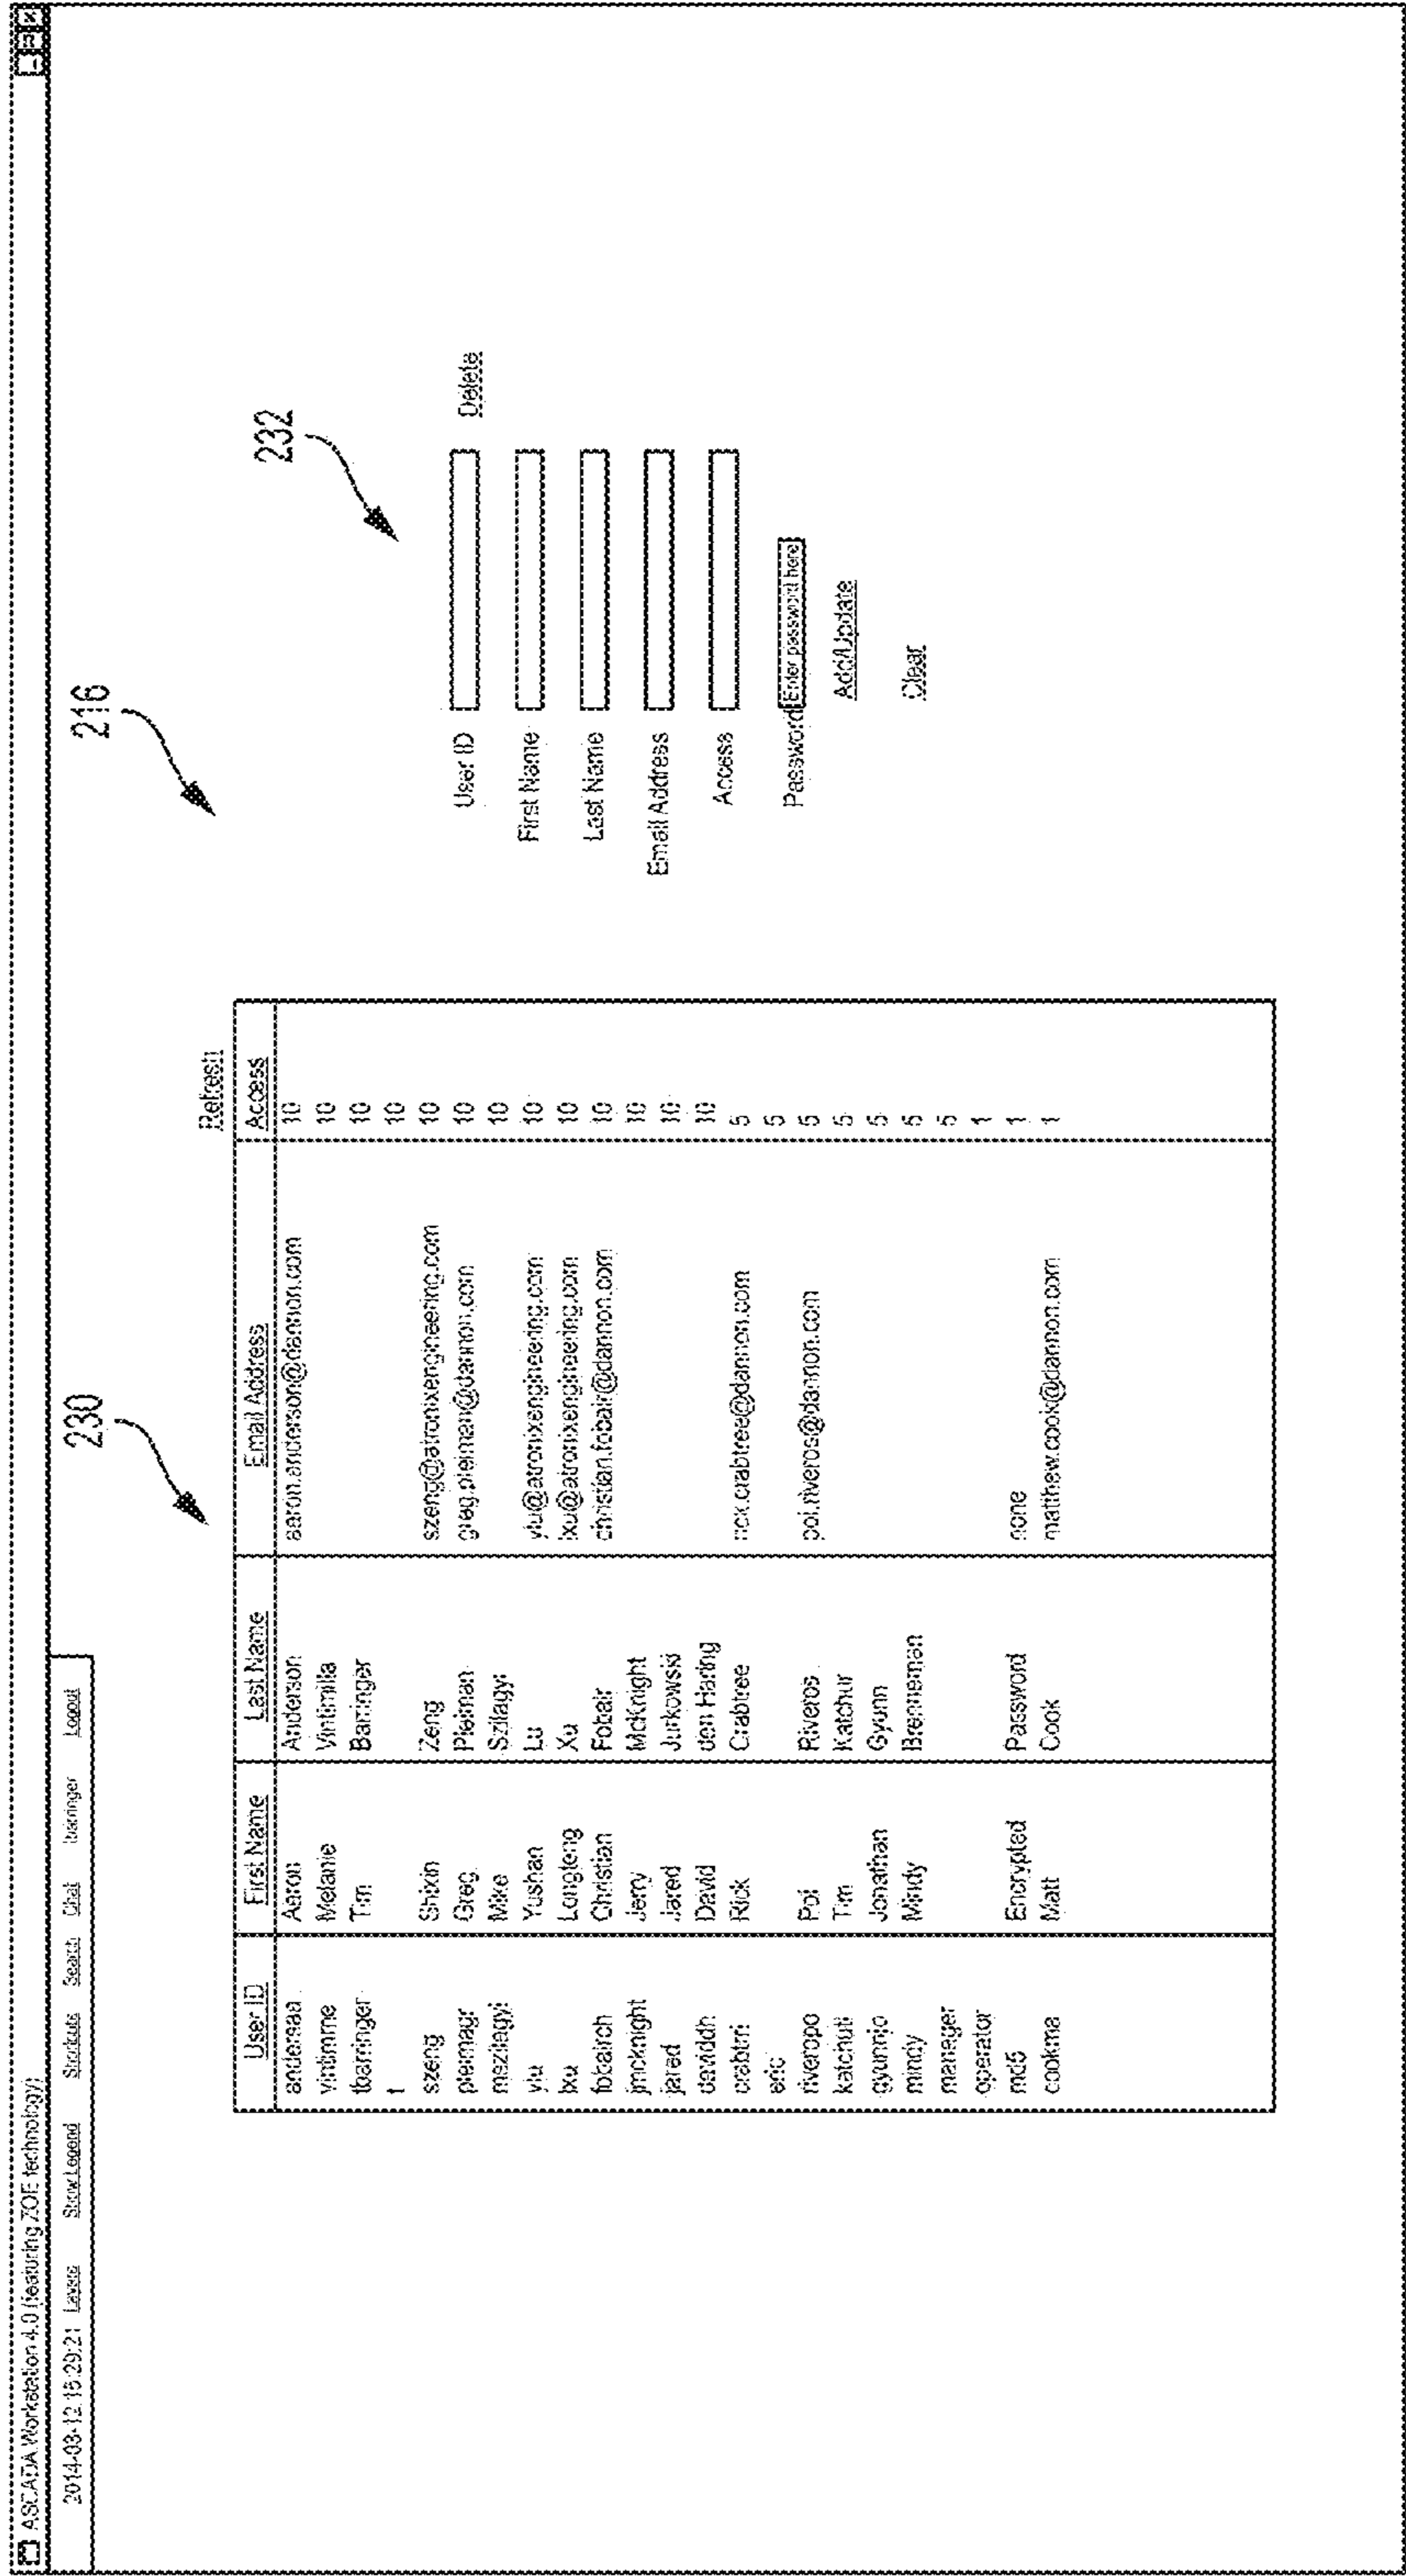 ASCADA Workstation 4.0 (featuring ZOE technology)
2014-08-12 15:29:21 Layers Show Legend Shortcuts Search Chat tbarringer Logout
230
216
232
Refresh
User ID First Name Last Name Email Address Access
andersaa Aaron Anderson aaron.anderson@dannon.com 10
vintimme Melanie Vintimilla 10
tbarringer Tim Barringer 10
t 10
szeng Shixin Zeng szeng@atronixengineering.com 10
pleimagr Greg Pleiman greg.pleiman@dannon.com 10
mszilagyi Mike Szilagyi 10
ylu Yushan Lu ylu@atronixengineering.com 10
lxu Longteng Xu lxu@atronixengineering.com 10
fobairch Christian Fobair christian.fobair@dannon.com 10
jmcknight Jerry McKnight 10
jared Jared Jurkowski 10
daviddh David den Haring 10
crabtrri Rick Crabtree rick.crabtree@dannon.com 5
eric 5
riveropo Pol Riveros pol.riveros@dannon.com 5
katchuti Tim Katchur 5
gyunnjo Jonathan Gyunn 5
mindy Mindy Brenneman 5
manager 5
operator 1
md5 Encrypted Password none 1
cookma Matt Cook matthew.cook@dannon.com 1
User ID Delete
First Name
Last Name
Email Address
Access
Password Enter password here
Add/Update
Clear